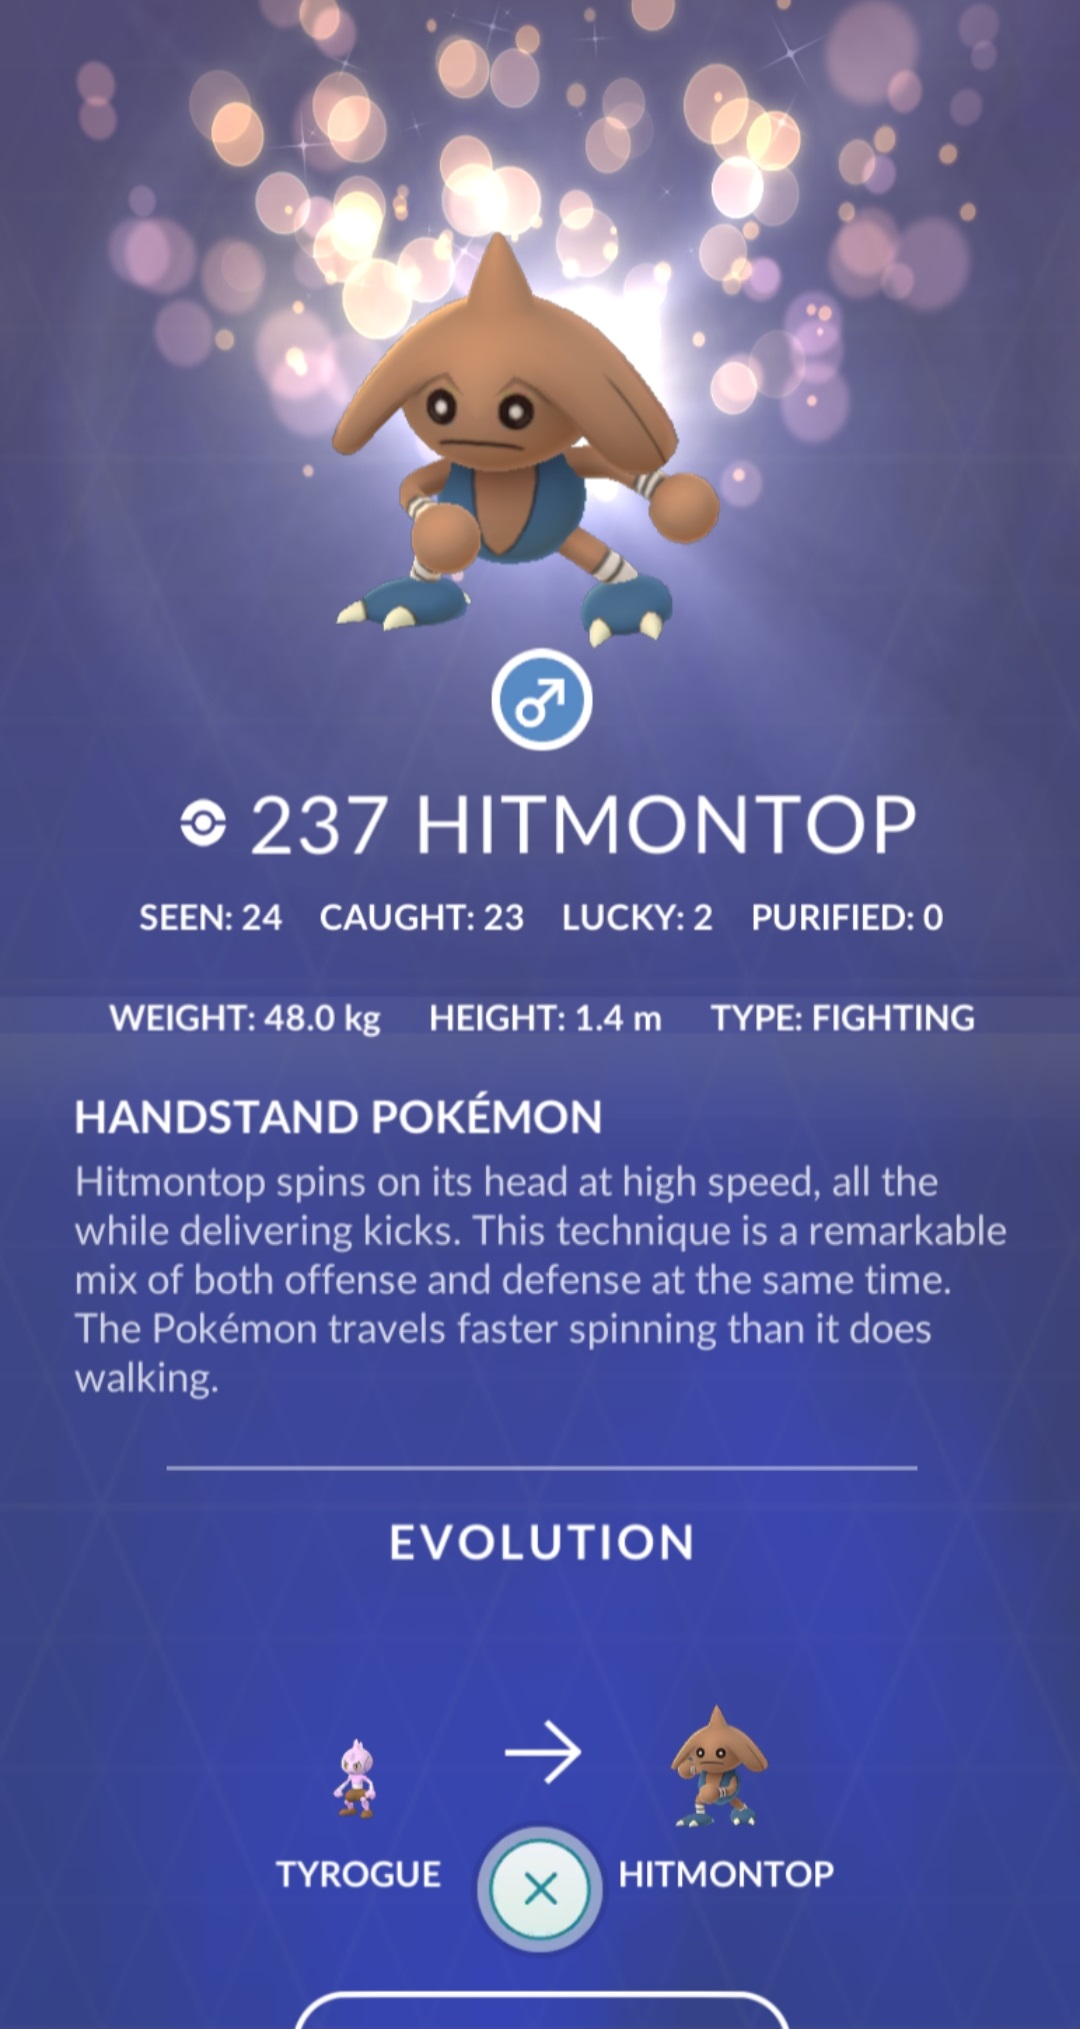 237 HITMONTOP
SEEN: 24 CAUGHT: 23 LUCKY: 2 PURIFIED: 0
WEIGHT: 48.0 kg HEIGHT: 1.4 m TYPE: FIGHTING
HANDSTAND POKÉMON
Hitmontop spins on its head at high speed, all the
while delivering kicks. This technique is a remarkable
mix of both offense and defense at the same time.
The Pokémon travels faster spinning than it does
walking.
EVOLUTION
TYROGUE HITMONTOP